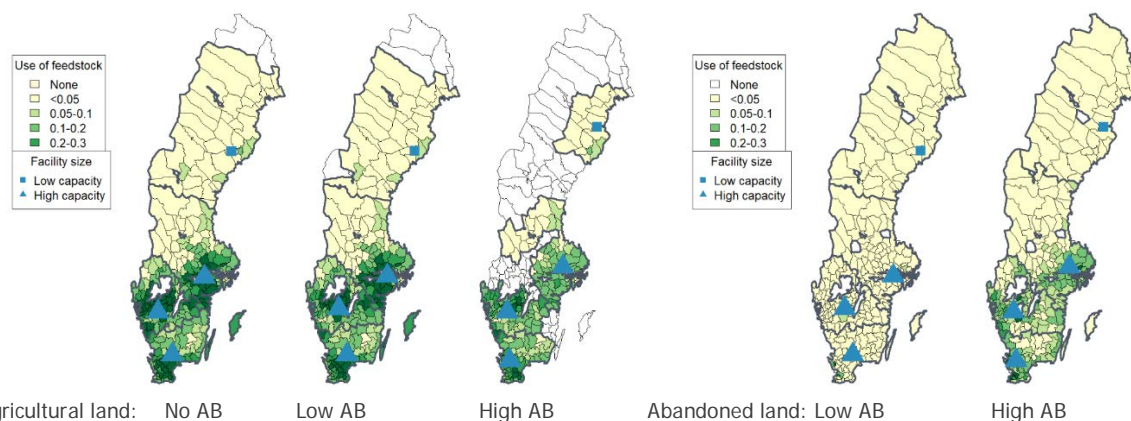 Use of feedstock
None
<0.05
0.05-0.1
0.1-0.2
0.2-0.3
Facility size
Low capacity
High capacity
Use of feedstock
None
<0.05
0.05-0.1
0.1-0.2
0.2-0.3
Facility size
Low capacity
High capacity
gricultural land: No AB Low AB High AB Abandoned land: Low AB High AB